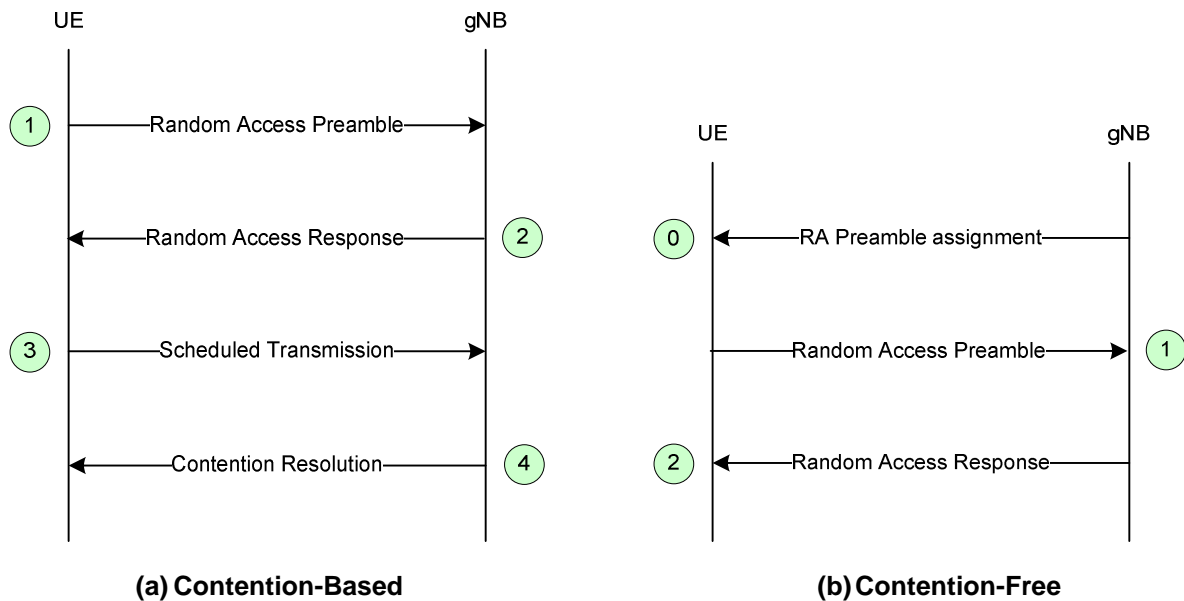 UE
gNB
1
Random Access Preamble
Random Access Response
2
3
Scheduled Transmission
Contention Resolution
4
(a) Contention-Based
UE
gNB
0
RA Preamble assignment
Random Access Preamble
1
2
Random Access Response
(b) Contention-Free